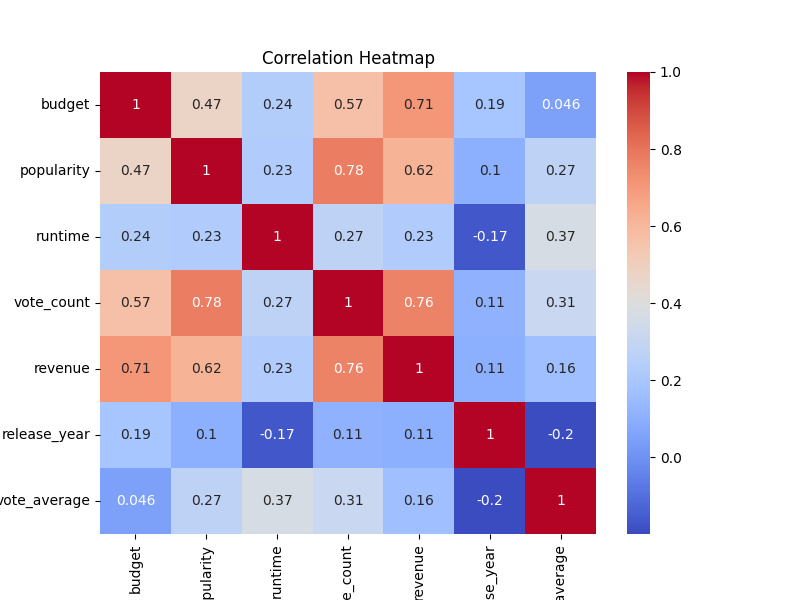 Correlation Heatmap
budget 1 0.47 0.24 0.57 0.71 0.19 0.046
popularity 0.47 1 0.23 0.78 0.62 0.1 0.27
runtime 0.24 0.23 1 0.27 0.23 -0.17 0.37
vote_count 0.57 0.78 0.27 1 0.76 0.11 0.31
revenue 0.71 0.62 0.23 0.76 1 0.11 0.16
release_year 0.19 0.1 -0.17 0.11 0.11 1 -0.2
vote_average 0.046 0.27 0.37 0.31 0.16 -0.2 1
budget
pularity
runtime
e_count
revenue
se_year
average
1.0
0.8
0.6
0.4
0.2
0.0